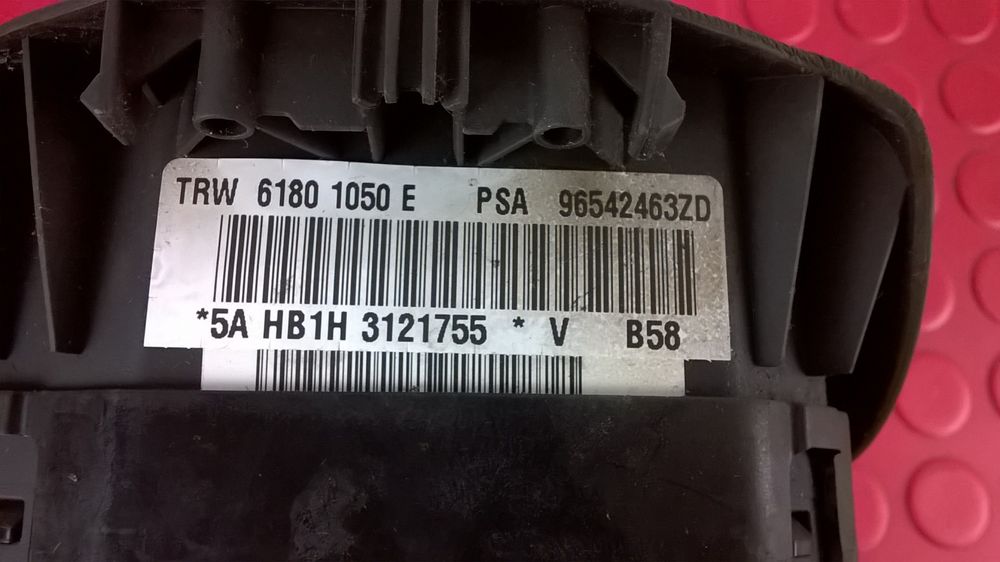 TRW 6180 1050 E PSA 96542463ZD
*5A HB1H 3121755 * V B58